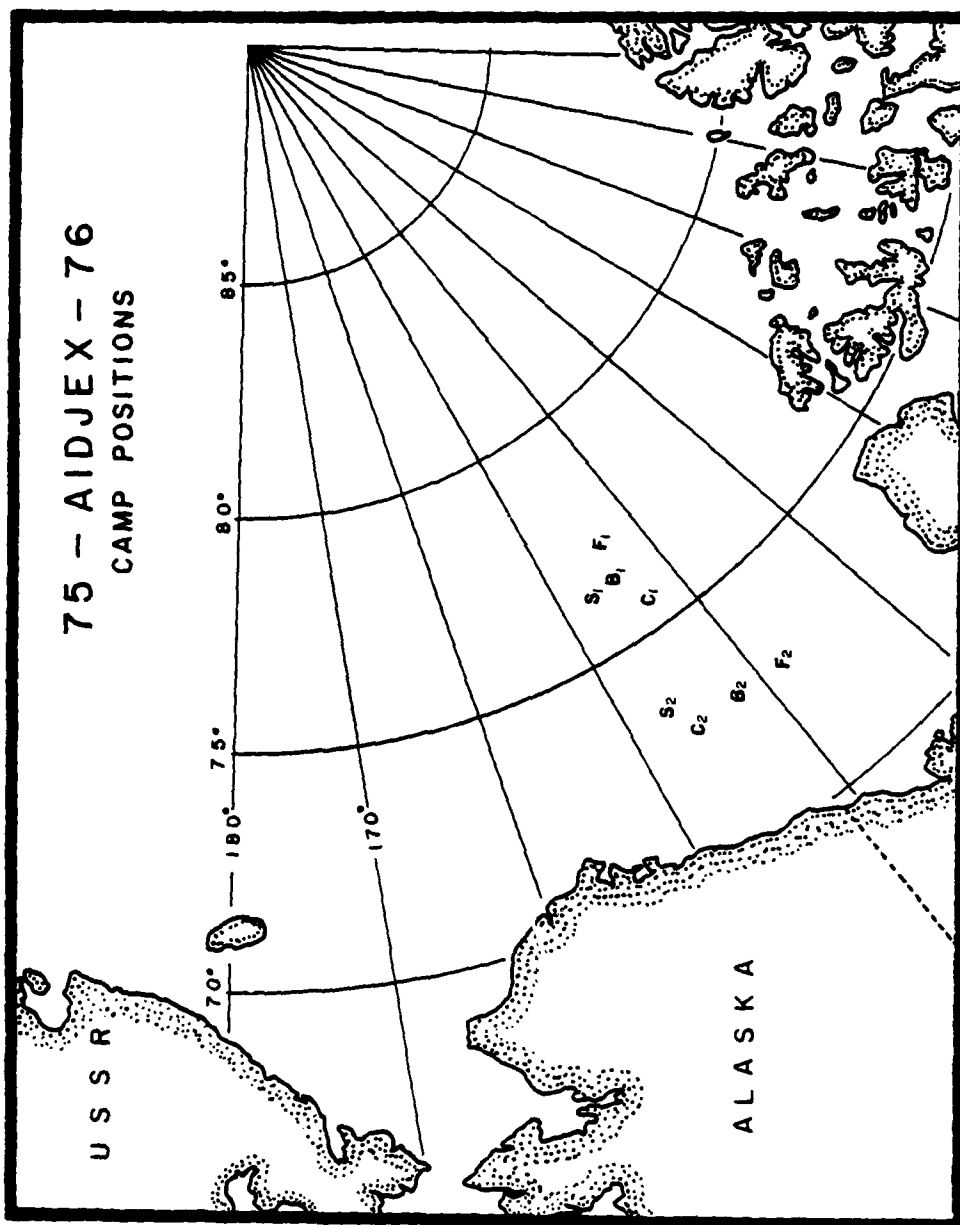 75 – AIDJEX – 76
CAMP POSITIONS
85°
80°
75°
70°
180°
170°
S1
B1
F1
C1
S2
C2
B2
F2
USSR
ALASKA